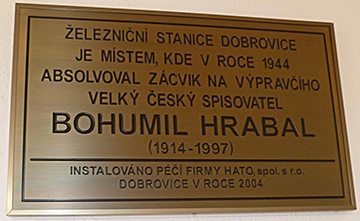 ŽELEZNIČNÍ STANICE DOBROVICE
JE MÍSTEM, KDE V ROCE 1944
ABSOLVOVAL ZÁCVIK NA VÝPRAVČÍHO
VELKÝ ČESKÝ SPISOVATEL
BOHUMIL HRABAL
(1914-1997)
INSTALOVÁNO PÉČÍ FIRMY HATO, spol. s r.o.
DOBROVICE V ROCE 2004